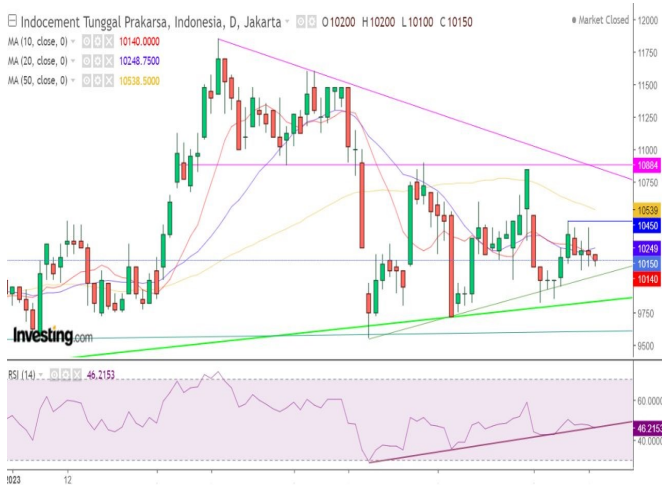 Indocement Tunggal Prakarsa, Indonesia, D, Jakarta O10200 H10200 L10100 C10150
Market Closed
MA (10, close, 0) 10140.0000
MA (20, close, 0) 10248.7500
MA (50, close, 0) 10538.5000
12000
11750
11500
11250
11000
10884
10750
10539
10450
10249
10150
10140
9750
9500
Investing.com
RSI (14) 46.2153
60.0000
46.2153
40.0000
2023
12